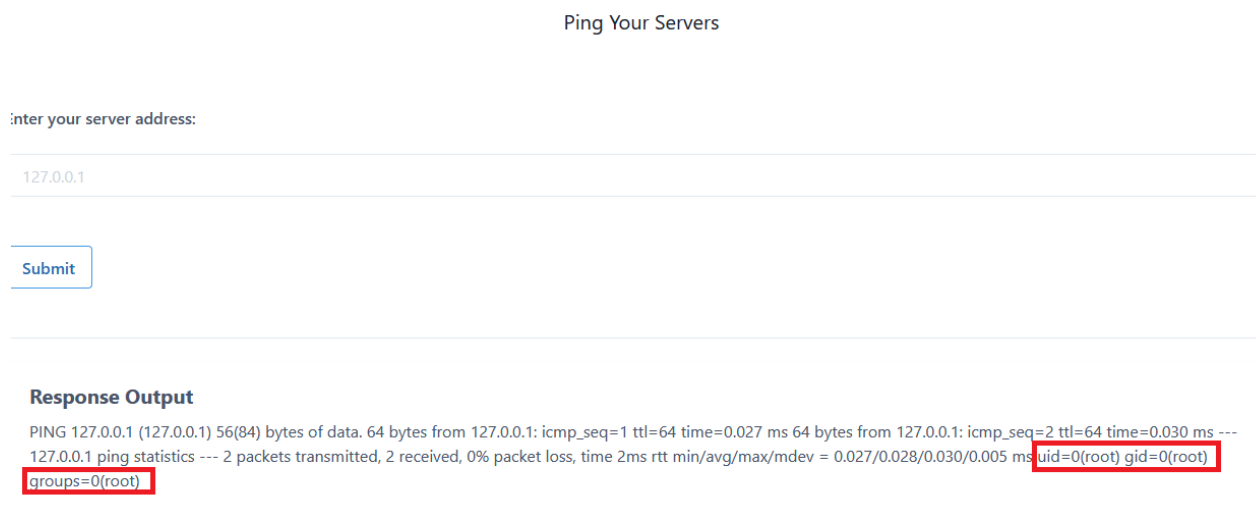 Ping Your Servers
Enter your server address:
127.0.0.1
Submit
Response Output
PING 127.0.0.1 (127.0.0.1) 56(84) bytes of data. 64 bytes from 127.0.0.1: icmp_seq=1 ttl=64 time=0.027 ms 64 bytes from 127.0.0.1: icmp_seq=2 ttl=64 time=0.030 ms ---
127.0.0.1 ping statistics --- 2 packets transmitted, 2 received, 0% packet loss, time 2ms rtt min/avg/max/mdev = 0.027/0.028/0.030/0.005 ms uid=0(root) gid=0(root)
groups=0(root)